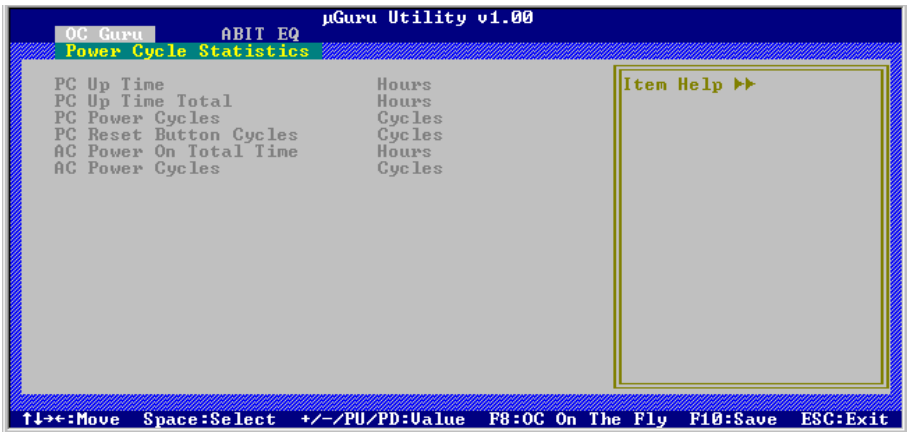 µGuru Utility v1.00
OC Guru ABIT EQ
Power Cycle Statistics
PC Up Time Hours
PC Up Time Total Hours
PC Power Cycles Cycles
PC Reset Button Cycles Cycles
AC Power On Total Time Hours
AC Power Cycles Cycles
Item Help ▶▶
↑↓→←:Move Space:Select +/-/PU/PD:Value F8:OC On The Fly F10:Save ESC:Exit